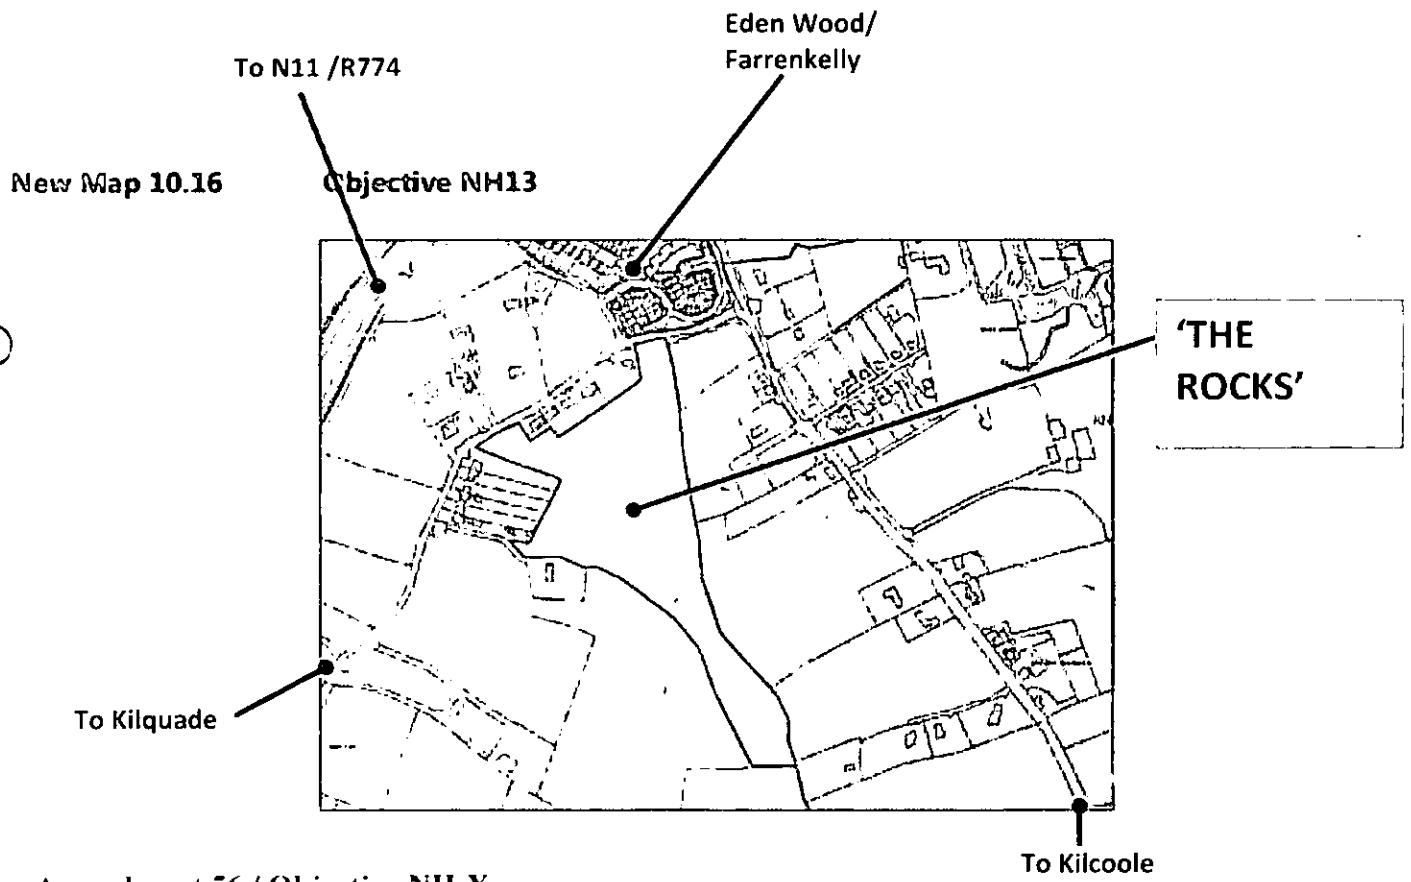 Eden Wood/
Farrenkelly
To N11 /R774
New Map 10.16 Objective NH13
'THE
ROCKS'
To Kilquade
To Kilcoole